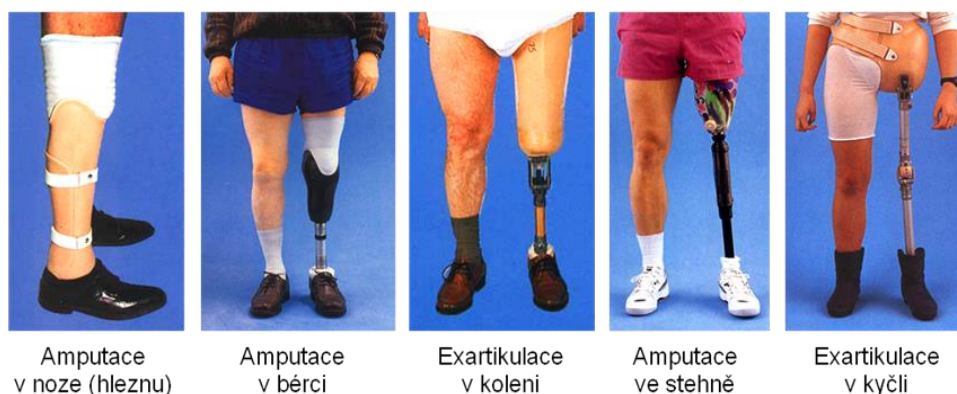 Amputace
v noze (hleznu)
Amputace
v bérci
Exartikulace
v koleni
Amputace
ve stehně
Exartikulace
v kyčli